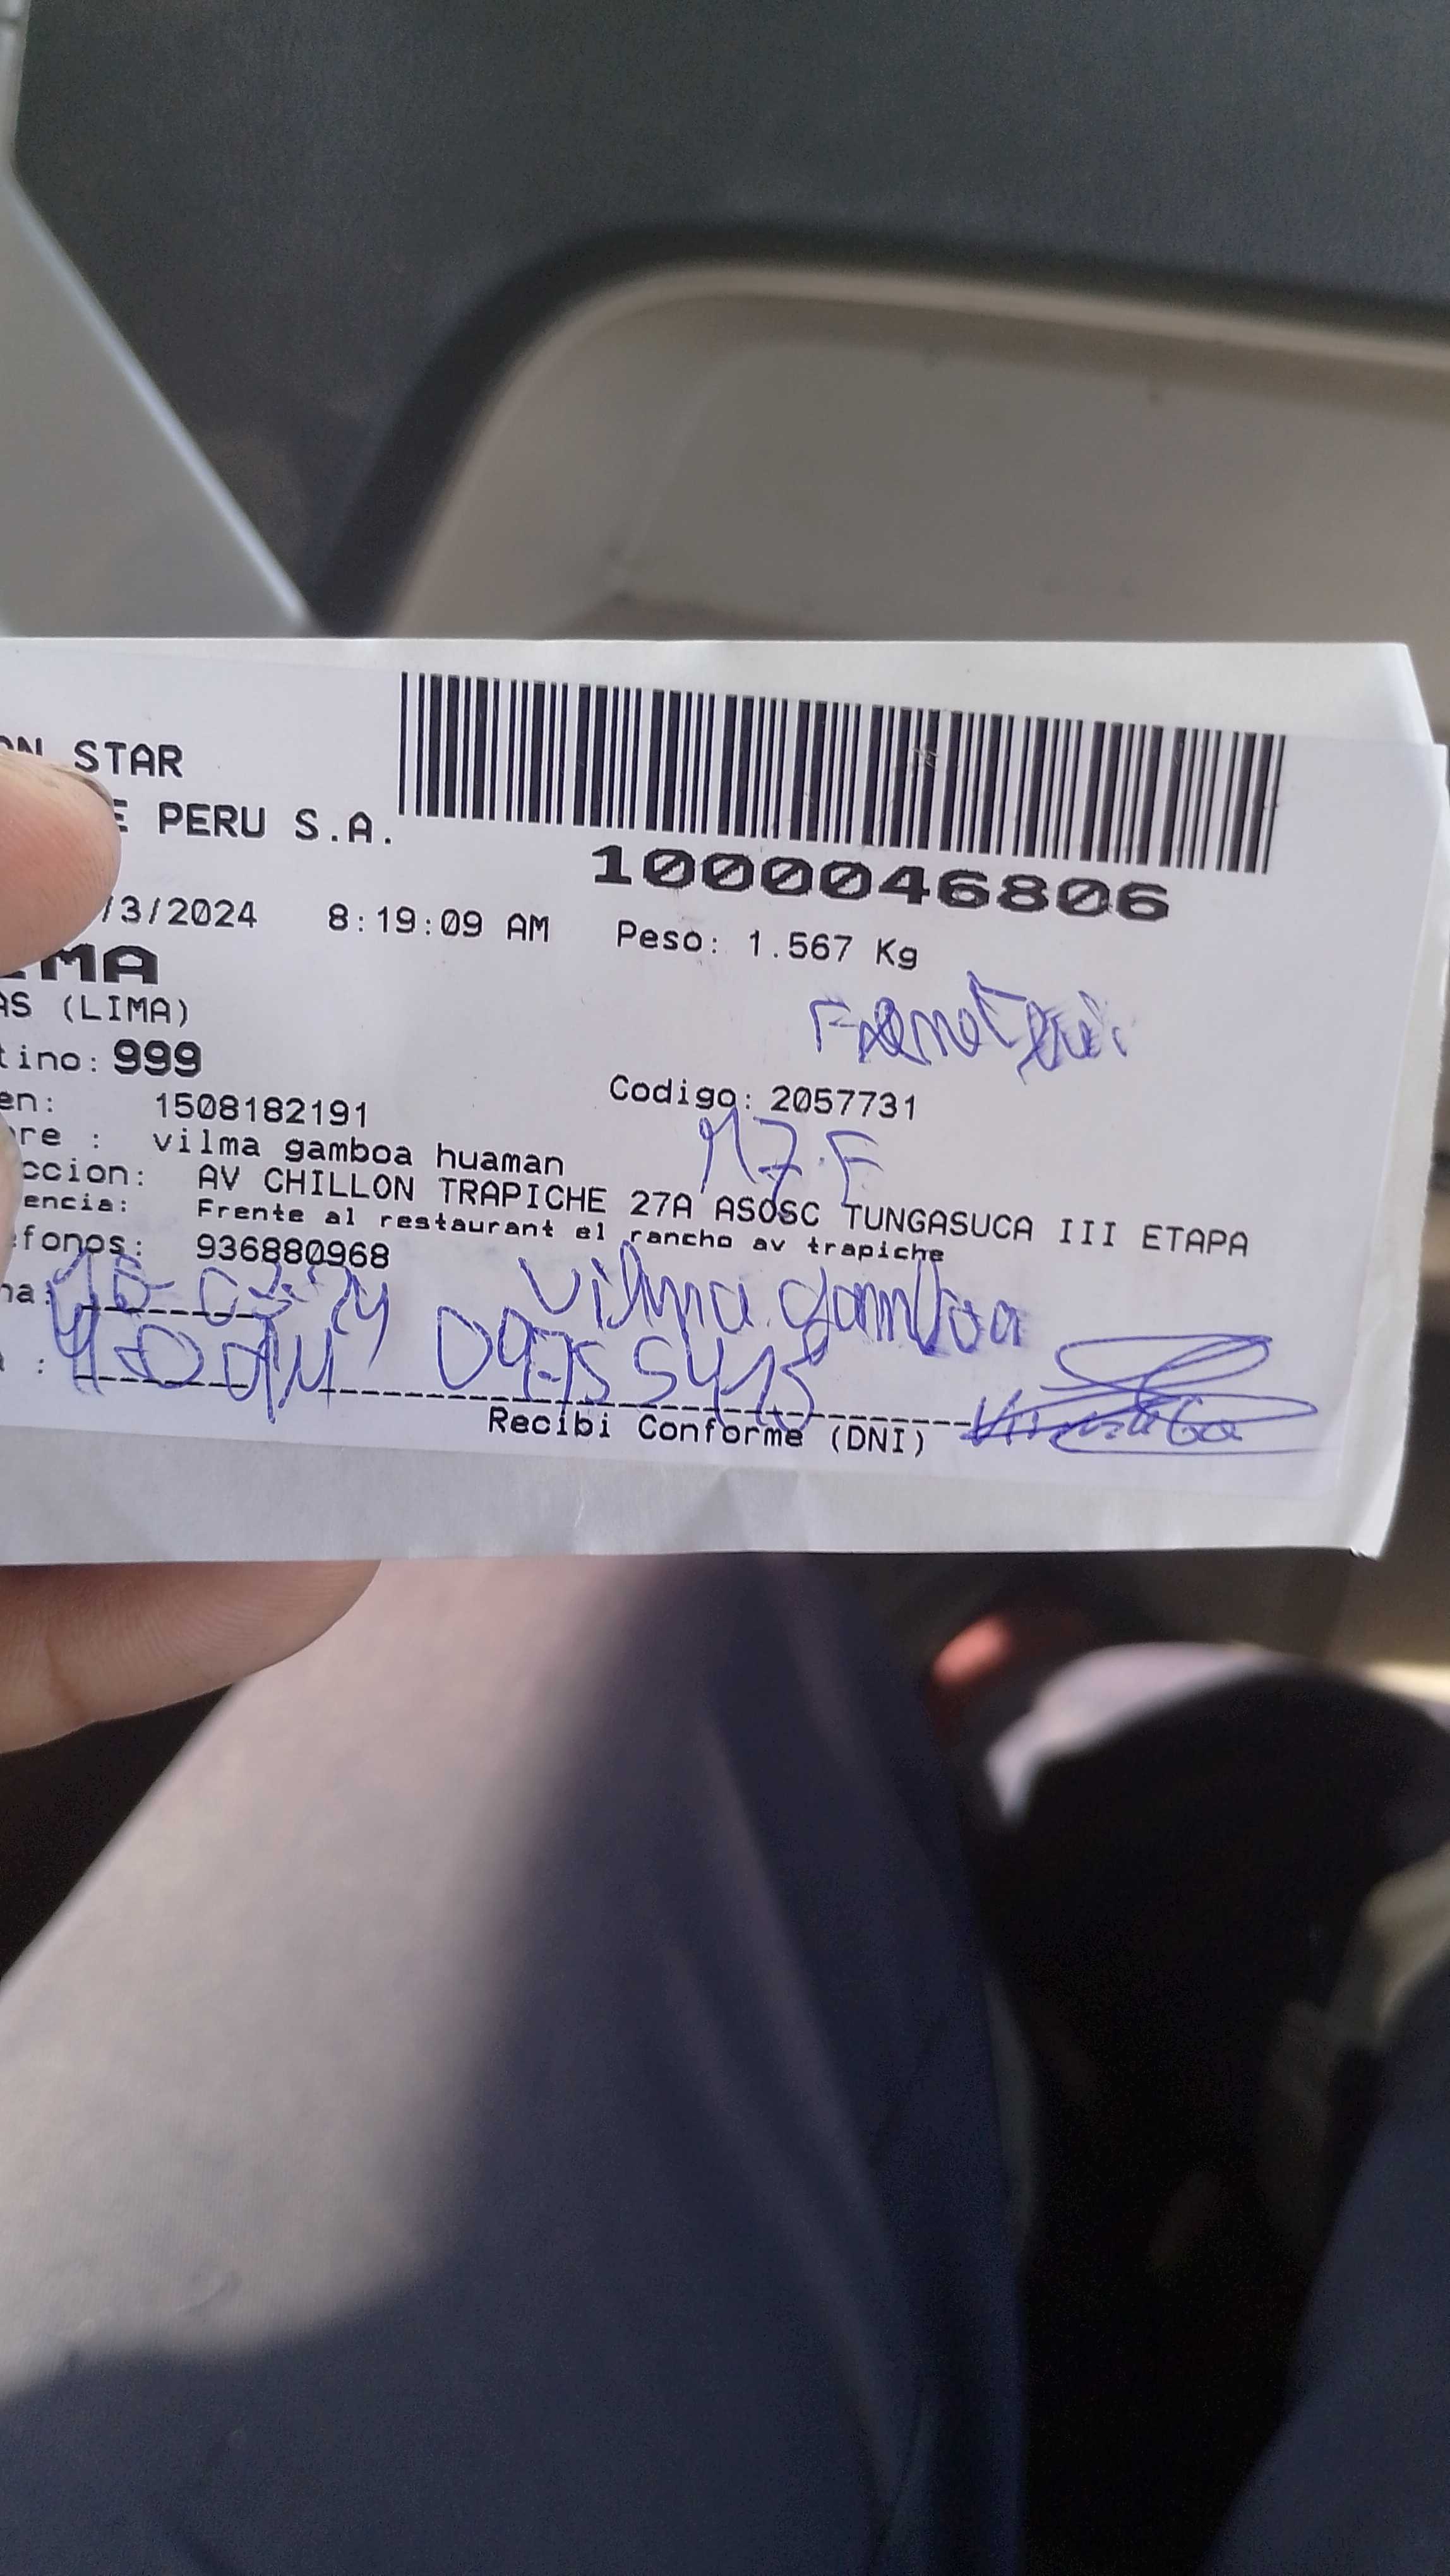 STAR
E PERU S.A.
1000046806
/3/2024 8:19:09 AM Peso: 1.567 Kg
MA
AS (LIMA)
tino: 999
en: 1508182191 Codigo: 2057731
re : vilma gamboa huaman
MZ.F
ccion: AV CHILLON TRAPICHE 27A ASOSC TUNGASUCA III ETAPA
encia: Frente al restaurant el rancho av trapiche
efonos: 936880968
na:
vilma gamboa
:
Recibi Conforme (DNI)